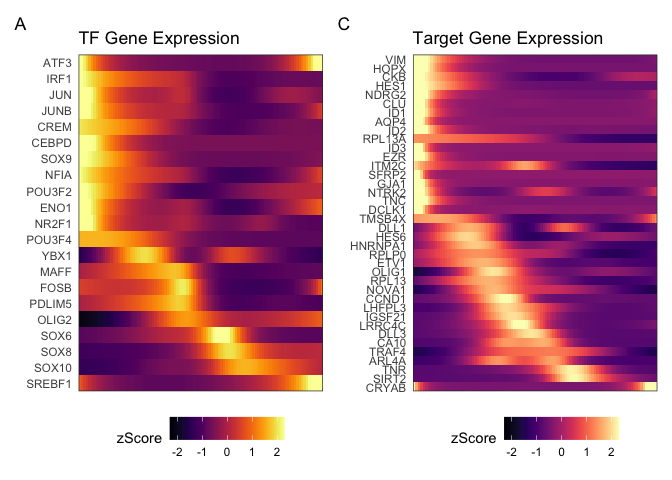 A
TF Gene Expression
ATF3
IRF1
JUN
JUNB
CREM
CEBPD
SOX9
NFIA
POU3F2
ENO1
NR2F1
POU3F4
YBX1
MAFF
FOSB
PDLIM5
OLIG2
SOX6
SOX8
SOX10
SREBF1
zScore
-2 -1 0 1 2
C
Target Gene Expression
VIM
HOPX
CKB
HES1
NDRG2
CLU
ID1
AQP4
ID2
RPL13A
ID3
EZR
ITM2C
SFRP2
GJA1
NTRK2
TNC
DCLK1
TMSB4X
DLL1
HES6
HNRNPA1
RPLP0
ETV1
OLIG1
RPL13
NOVA1
CCND1
LHFPL3
IGSF21
LRRC4C
DLL3
CA10
TRAF4
ARL4A
TNR
SIRT2
CRYAB
zScore
-2 -1 0 1 2